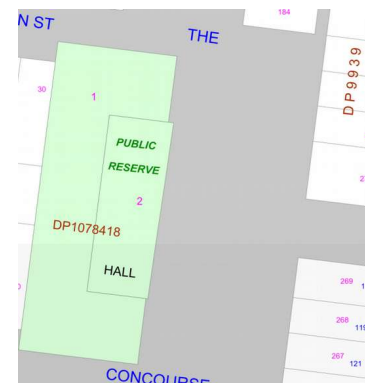 N ST
THE
184
DP9939
30
1
PUBLIC
RESERVE
2
DP1078418
HALL
269
268
119
267
121
CONCOURSE